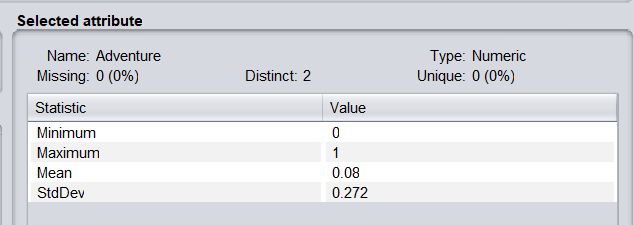 Selected attribute
Name: Adventure Type: Numeric
Missing: 0 (0%) Distinct: 2 Unique: 0 (0%)
Statistic Value
Minimum 0
Maximum 1
Mean 0.08
StdDev 0.272